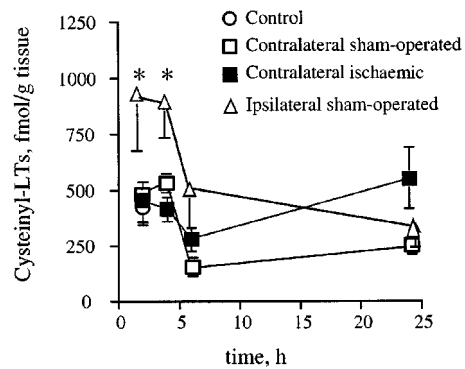 Control
Contralateral sham-operated
Contralateral ischaemic
Ipsilateral sham-operated
Cysteinyl-LTs, fmol/g tissue
1250
1000
750
500
250
0
* *
0 5 10 15 20 25
time, h